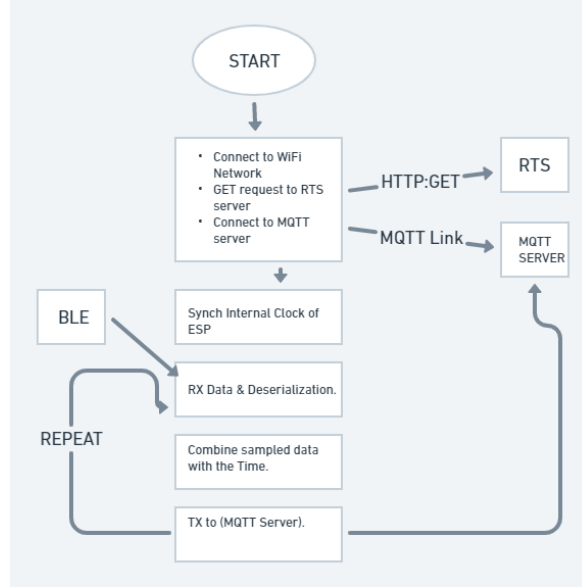 START
• Connect to WiFi
Network
• GET request to RTS
server
• Connect to MQTT
server
HTTP:GET
RTS
MQTT Link
MQTT
SERVER
Synch Internal Clock of
ESP
BLE
RX Data & Deserialization.
REPEAT
Combine sampled data
with the Time.
TX to (MQTT Server).